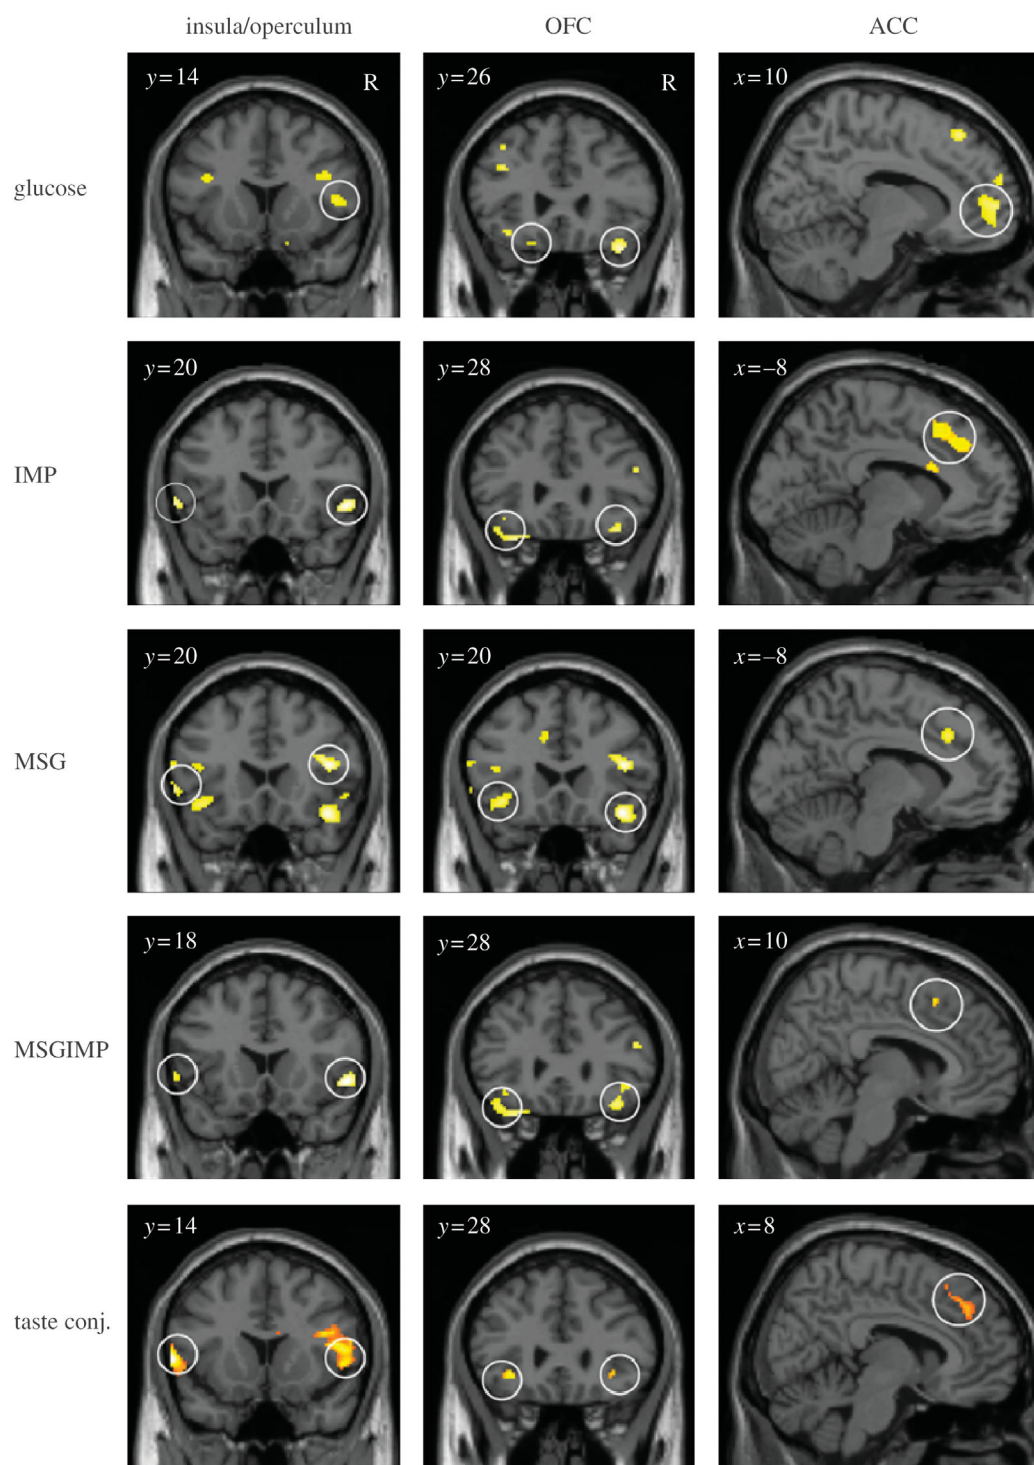 insula/operculum OFC ACC
y=14 R y=26 R x=10
glucose
y=20 y=28 x=–8
IMP
y=20 y=20 x=–8
MSG
y=18 y=28 x=10
MSGIMP
y=14 y=28 x=8
taste conj.